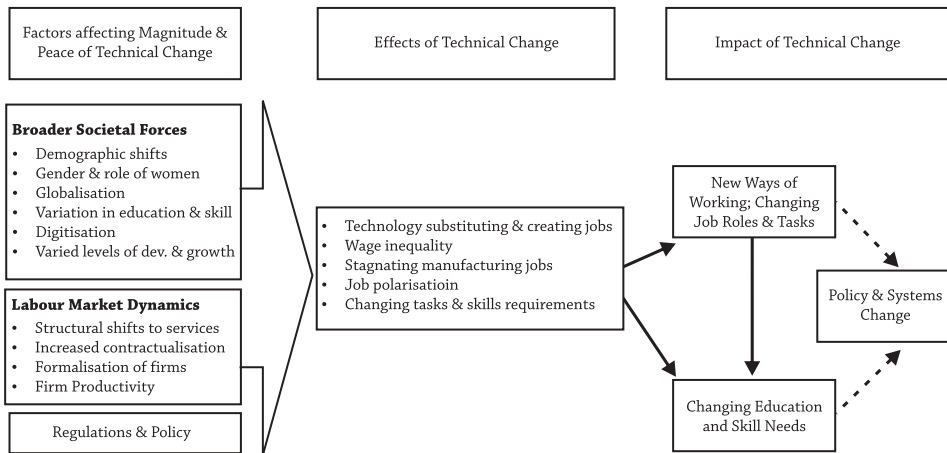 Factors affecting Magnitude &
Peace of Technical Change
Effects of Technical Change
Impact of Technical Change
Broader Societal Forces
• Demographic shifts
• Gender & role of women
• Globalisation
• Variation in education & skill
• Digitisation
• Varied levels of dev. & growth
Labour Market Dynamics
• Structural shifts to services
• Increased contractualisation
• Formalisation of firms
• Firm Productivity
Regulations & Policy
• Technology substituting & creating jobs
• Wage inequality
• Stagnating manufacturing jobs
• Job polarisatioin
• Changing tasks & skills requirements
New Ways of
Working; Changing
Job Roles & Tasks
Changing Education
and Skill Needs
Policy & Systems
Change